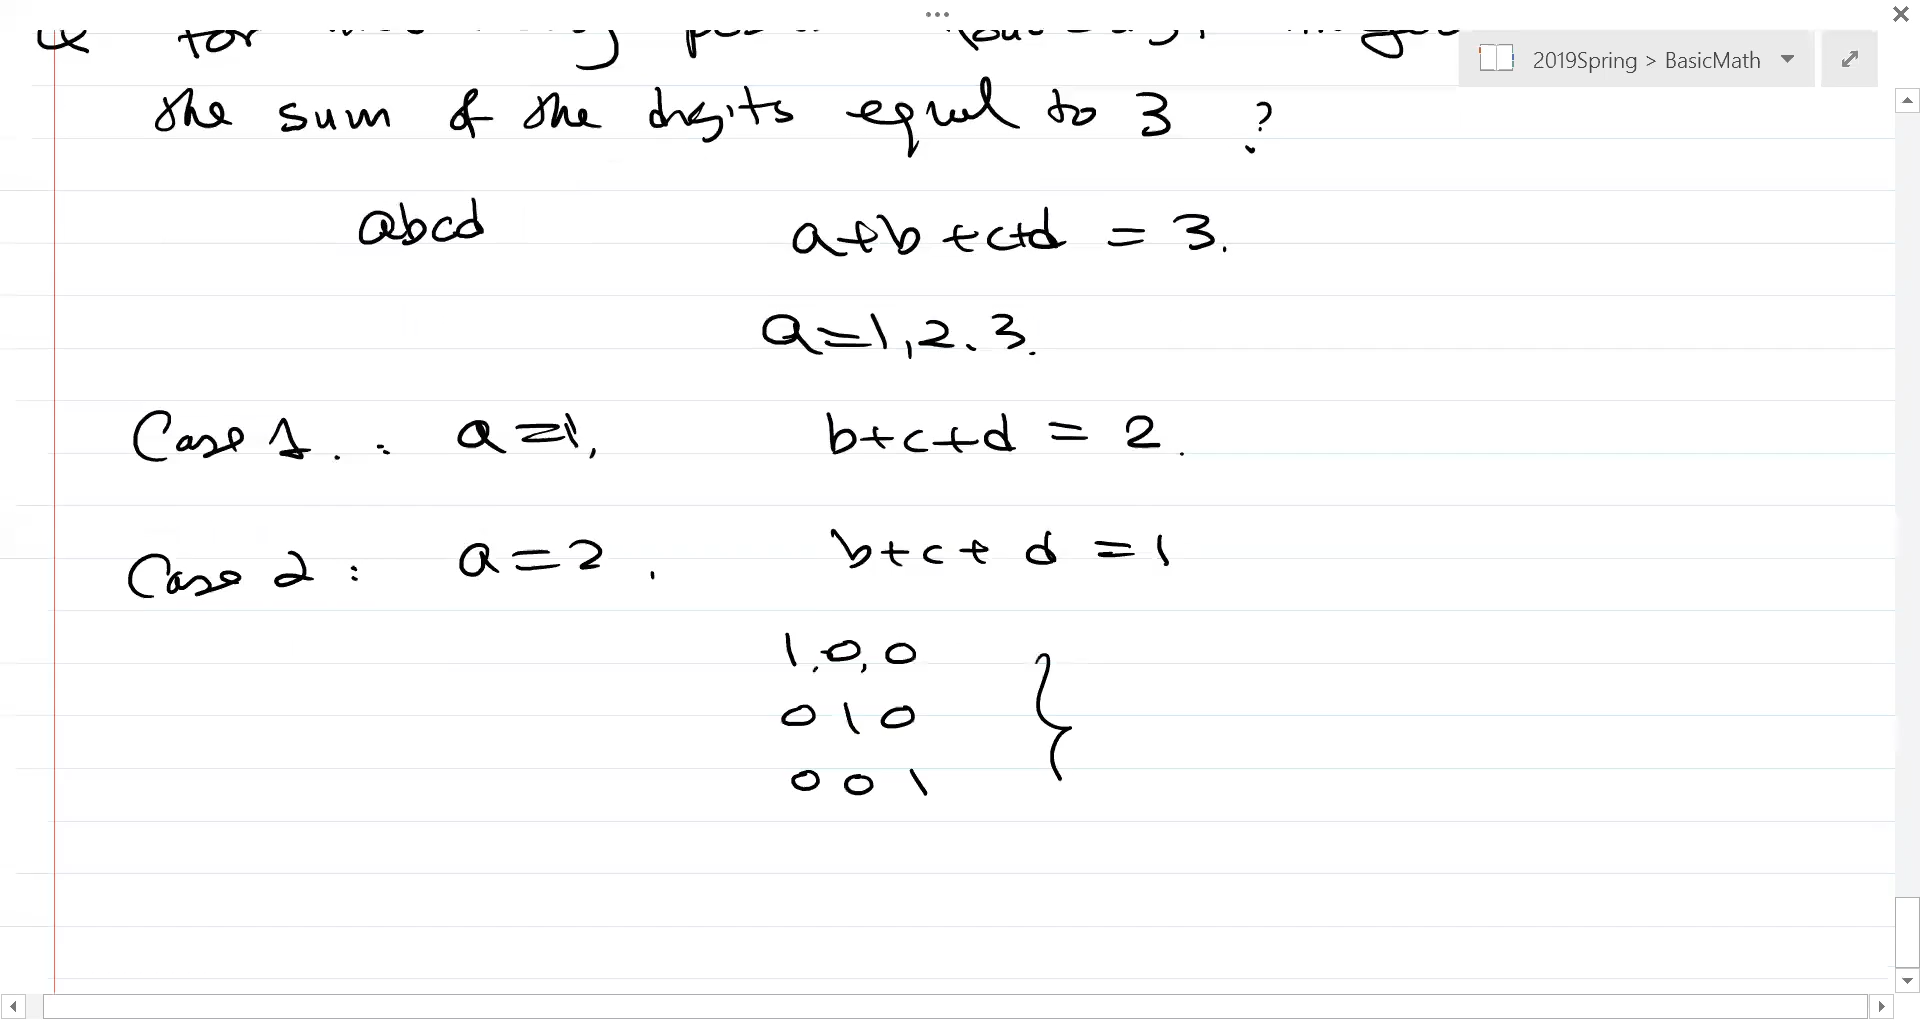 2019Spring > BasicMath
Q For
the sum of the digits equal to 3 ?
abcd a+b+c+d = 3.
a=1,2.3.
Case 1. : a=1, b+c+d = 2.
Case 2 : a=2. b+c+d=1
1,0,0
0 1 0
0 0 1